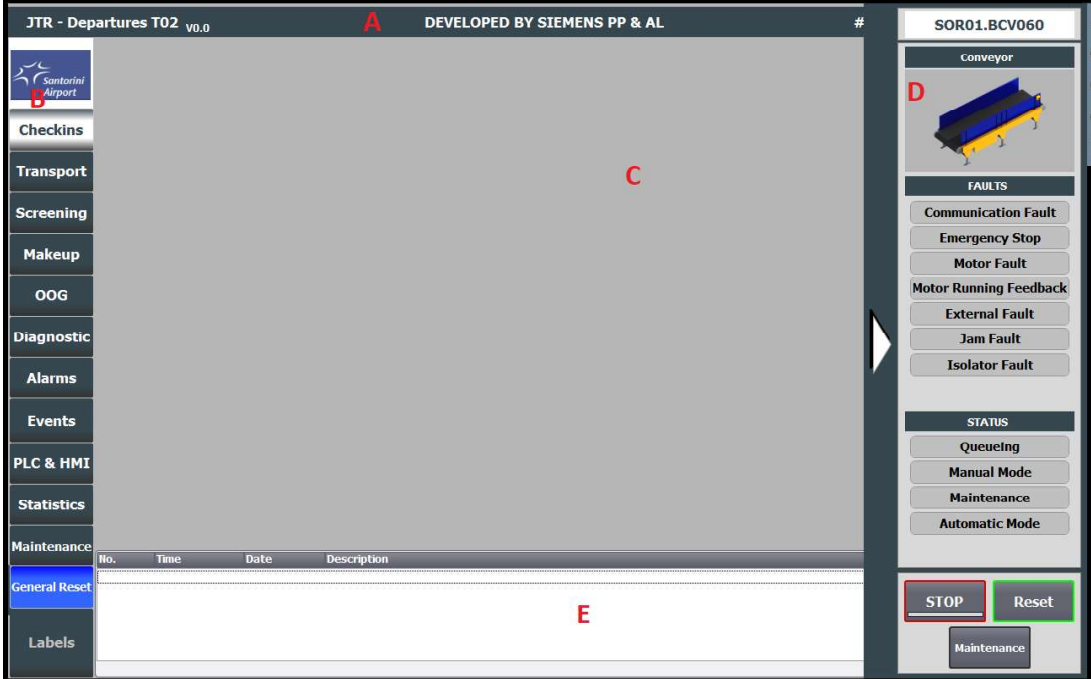 JTR - Departures T02 V0.0
A
DEVELOPED BY SIEMENS PP & AL
#
Santorini
Airport
B
Checkins
Transport
Screening
Makeup
OOG
Diagnostic
Alarms
Events
PLC & HMI
Statistics
Maintenance
General Reset
Labels
C
No. Time Date Description
E
SOR01.BCV060
Conveyor
D
FAULTS
Communication Fault
Emergency Stop
Motor Fault
Motor Running Feedback
External Fault
Jam Fault
Isolator Fault
STATUS
Queueing
Manual Mode
Maintenance
Automatic Mode
STOP
Reset
Maintenance